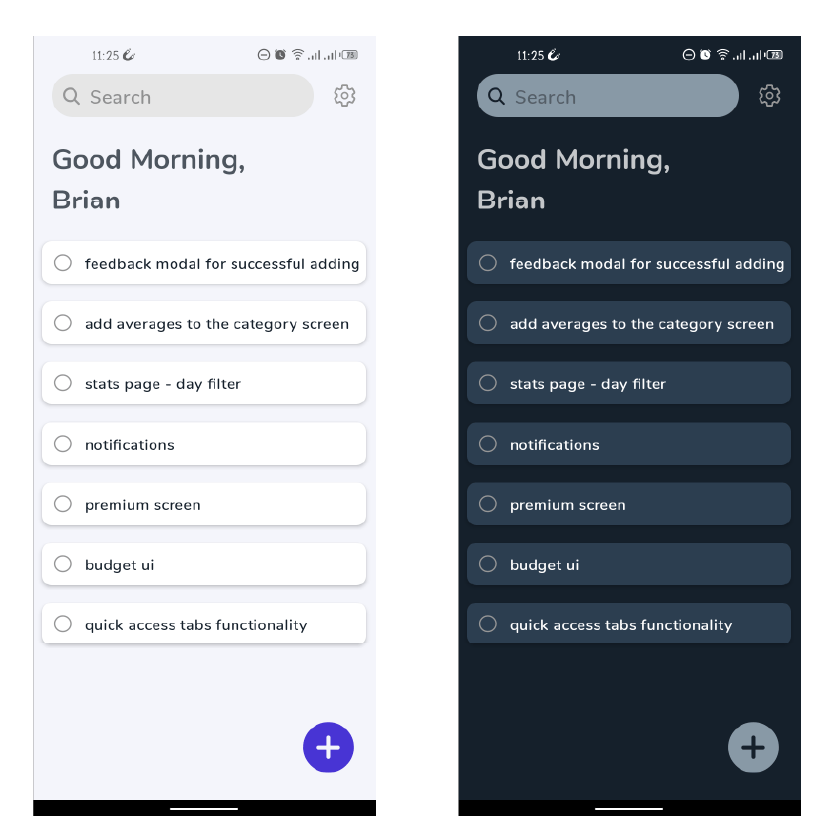 11:25
73
Search
Good Morning,
Brian
feedback modal for successful adding
add averages to the category screen
stats page - day filter
notifications
premium screen
budget ui
quick access tabs functionality
11:25
73
Search
Good Morning,
Brian
feedback modal for successful adding
add averages to the category screen
stats page - day filter
notifications
premium screen
budget ui
quick access tabs functionality